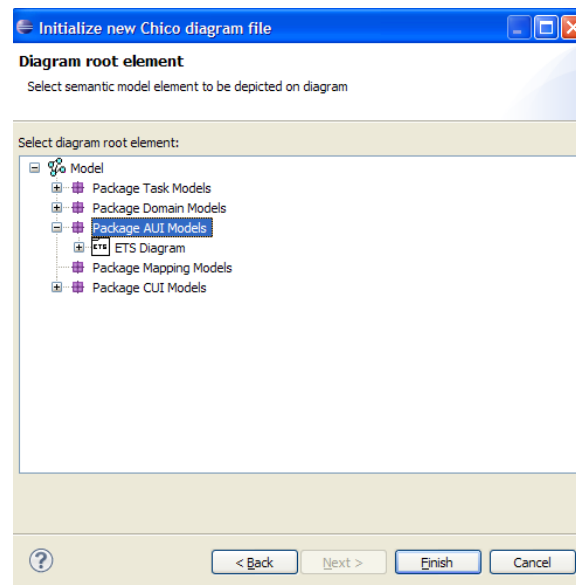 Initialize new Chico diagram file
Diagram root element
Select semantic model element to be depicted on diagram
Select diagram root element:
Model
Package Task Models
Package Domain Models
Package AUI Models
ETS ETS Diagram
Package Mapping Models
Package CUI Models
? < Back Next > Finish Cancel